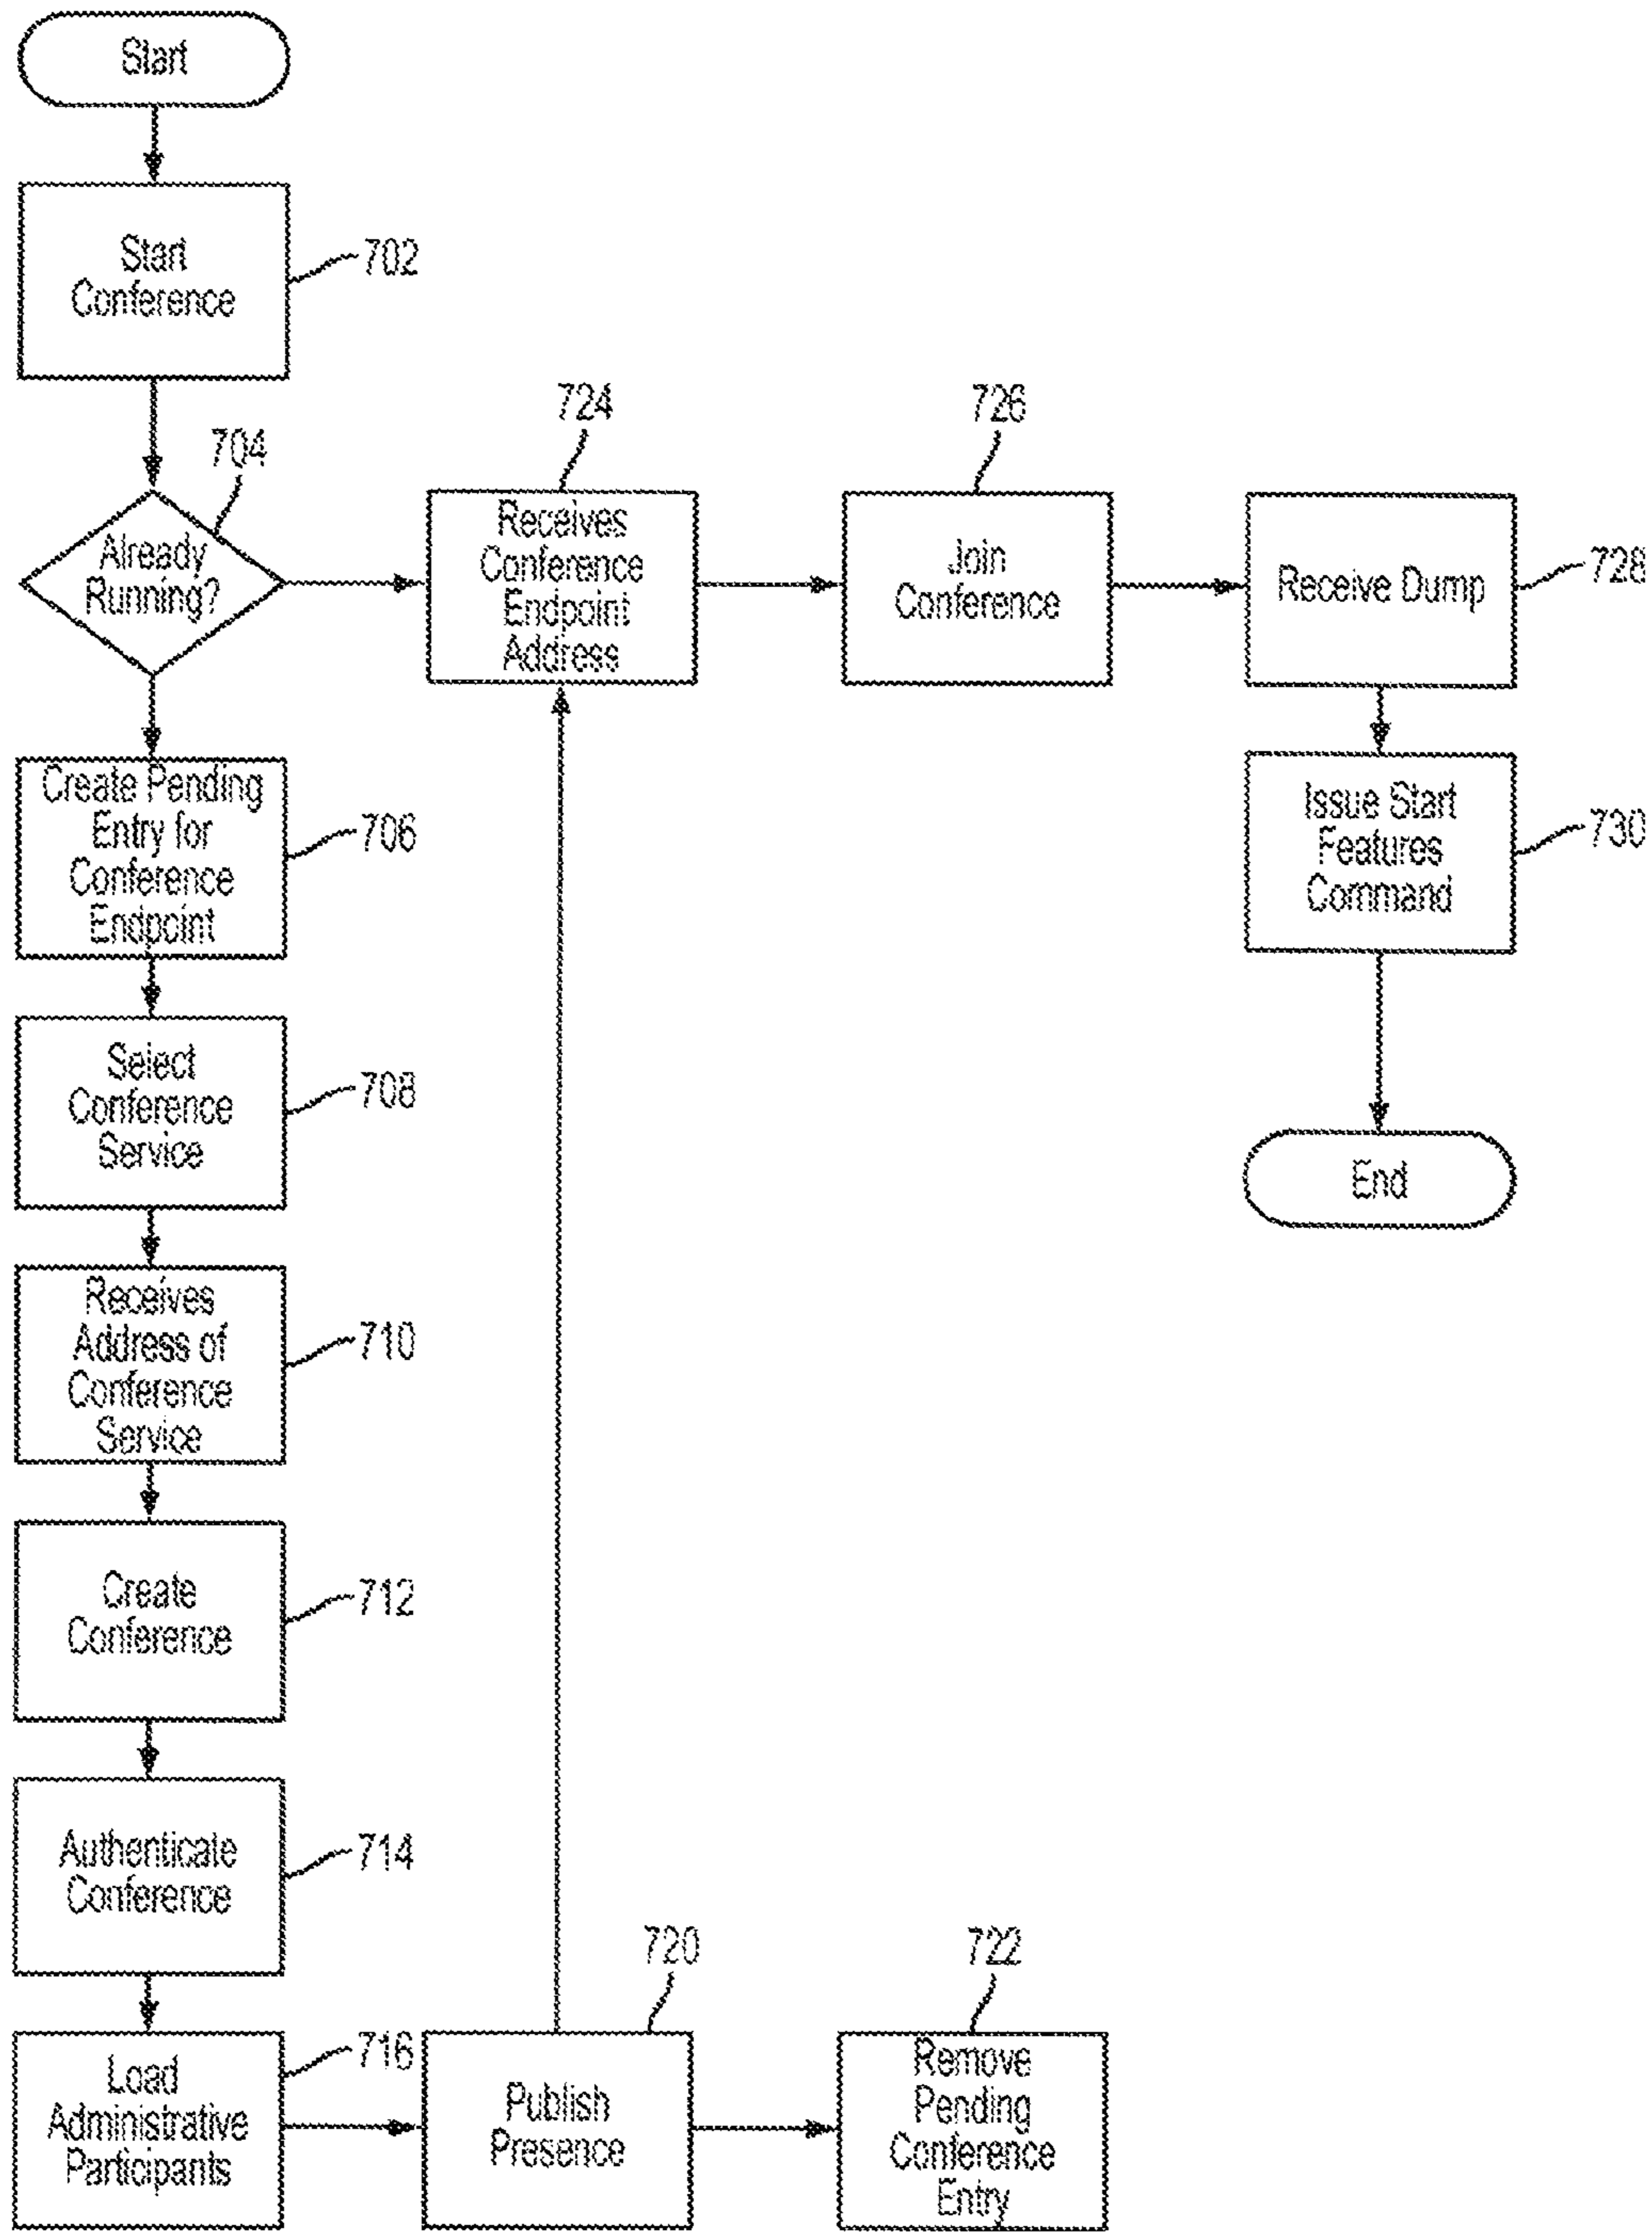 Start
Start
Conference
702
704
Already
Running?
724
Receives
Conference
Endpoint
Address
726
Join
Conference
Receive Dump
728
Create Pending
Entry for
Conference
Endpoint
706
Issue Start
Features
Command
730
Select
Conference
Service
708
End
Receives
Address of
Conference
Service
710
Create
Conference
712
Authenticate
Conference
714
Load
Administrative
Participants
716
720
Publish
Presence
722
Remove
Pending
Conference
Entry